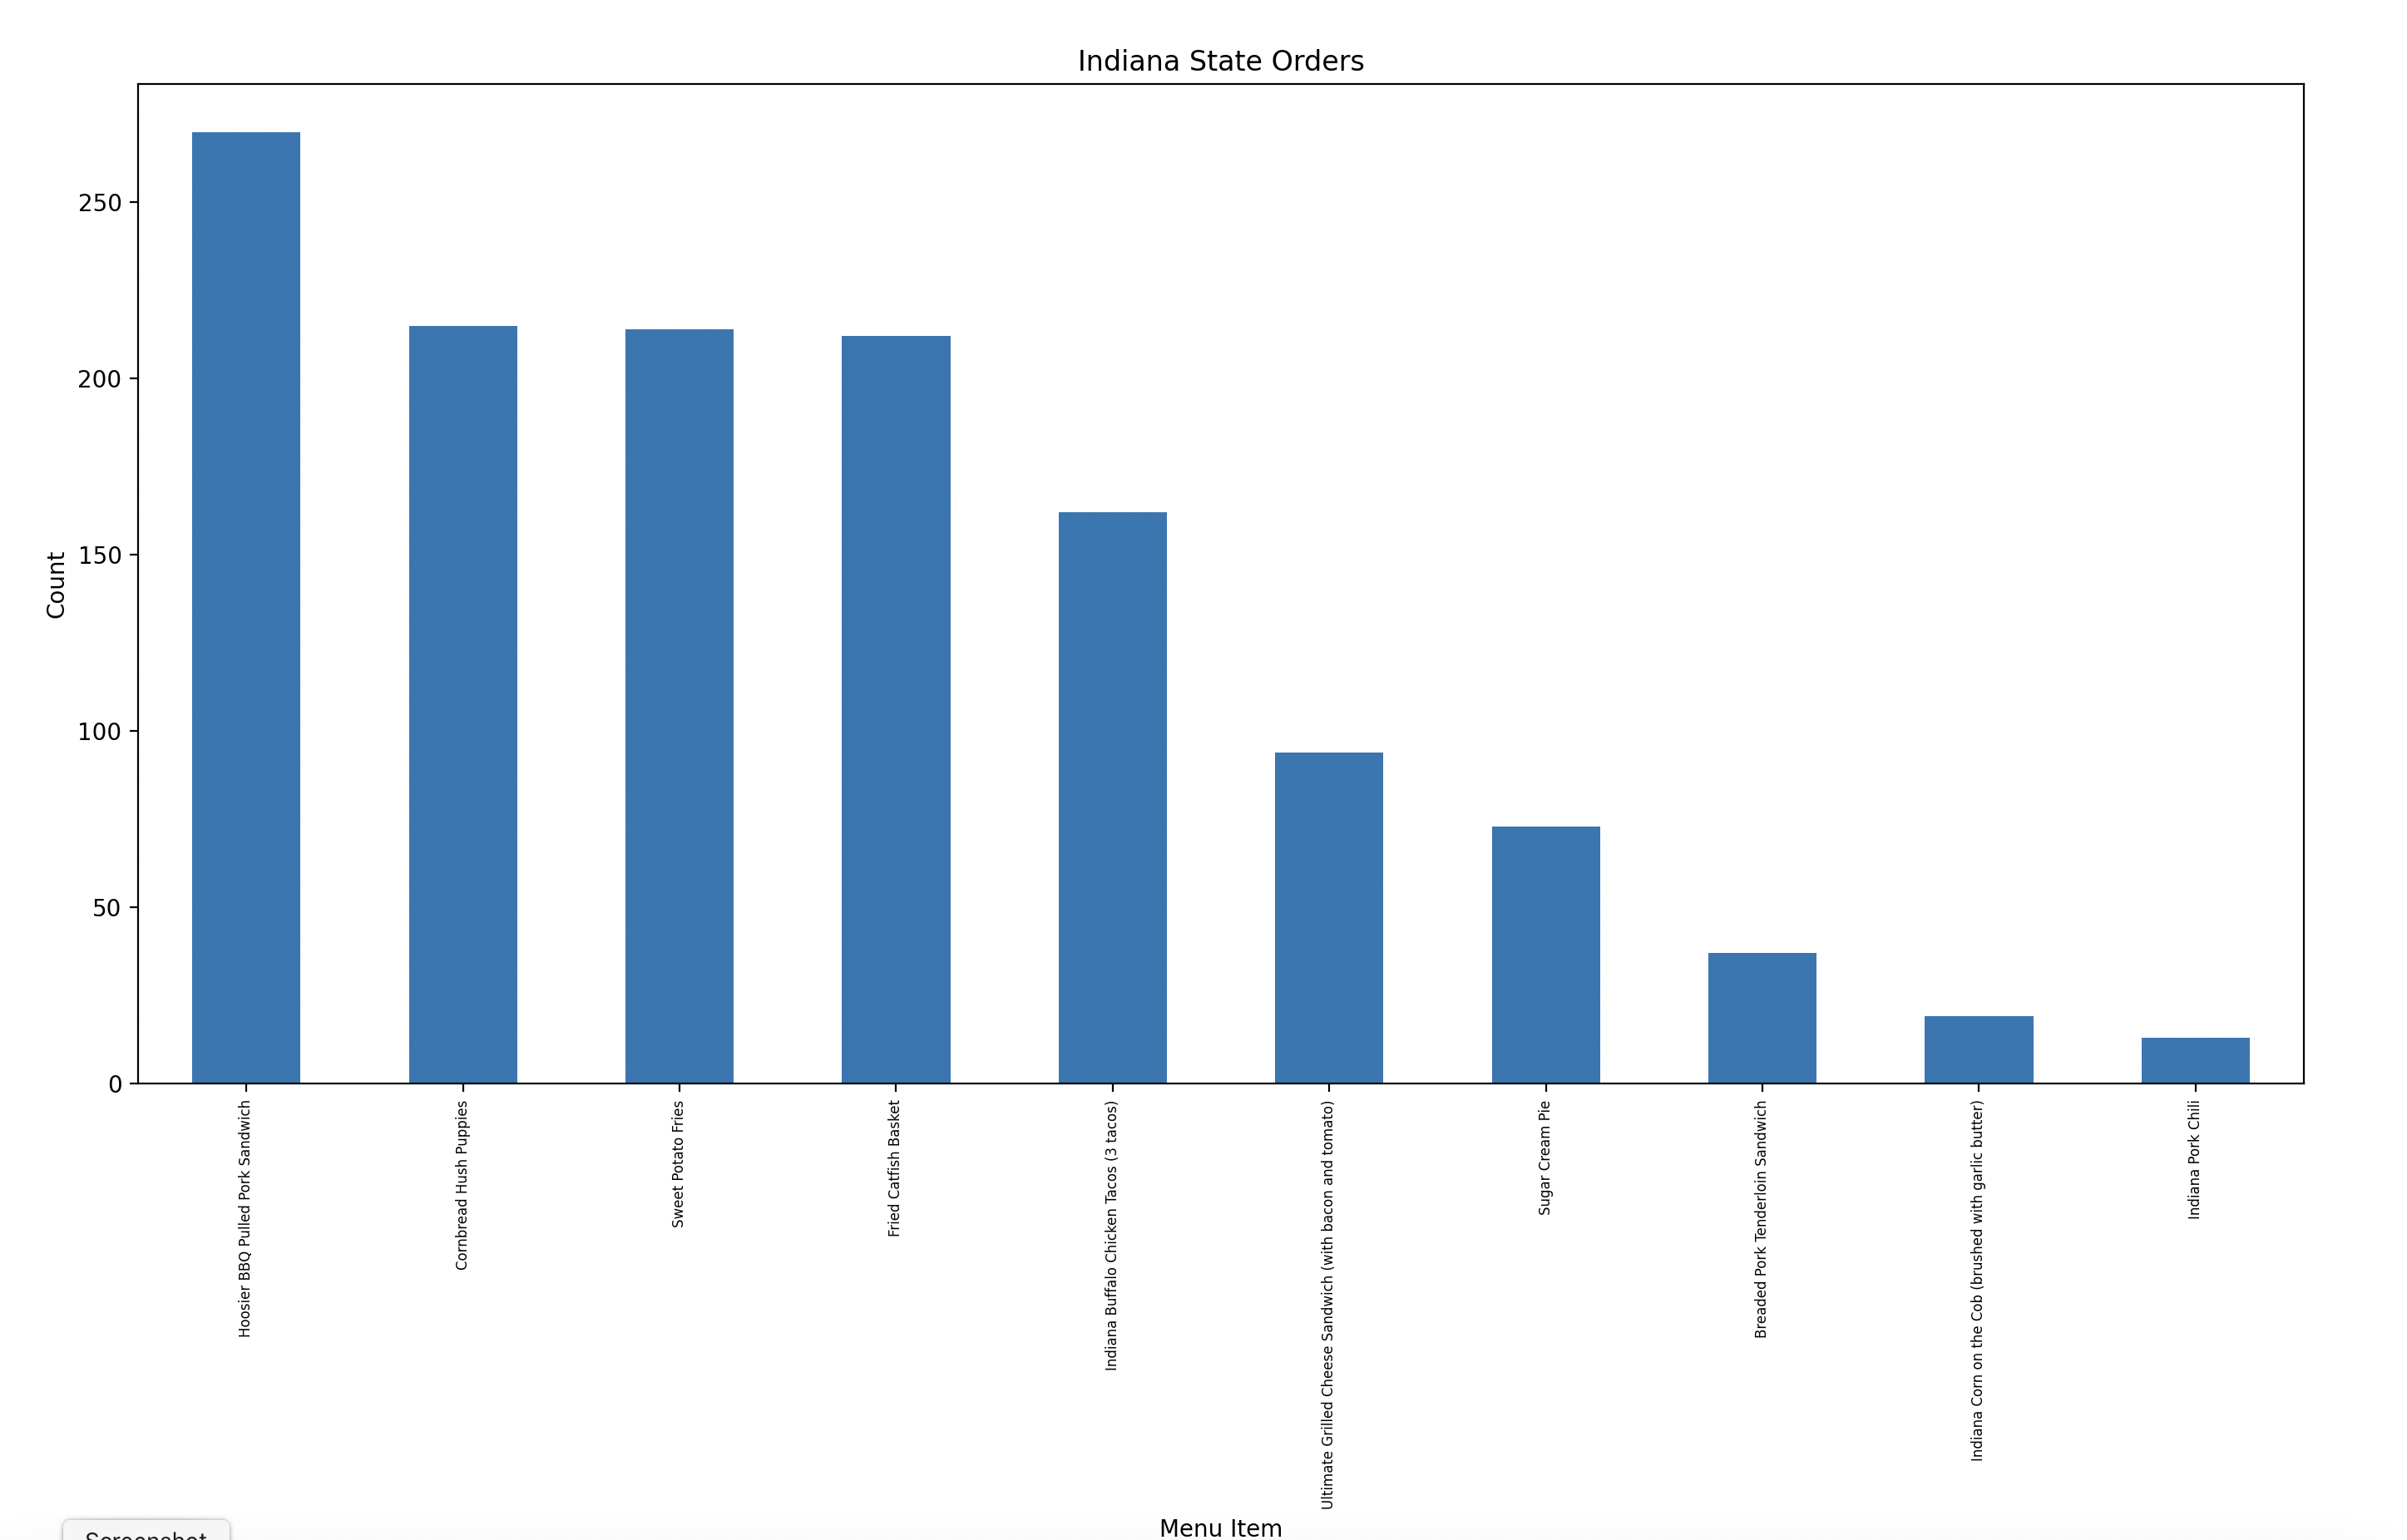 Indiana State Orders
Count
250
200
150
100
50
0
Hoosier BBQ Pulled Pork Sandwich
Cornbread Hush Puppies
Sweet Potato Fries
Fried Catfish Basket
Indiana Buffalo Chicken Tacos (3 tacos)
Ultimate Grilled Cheese Sandwich (with bacon and tomato)
Sugar Cream Pie
Breaded Pork Tenderloin Sandwich
Indiana Corn on the Cob (brushed with garlic butter)
Indiana Pork Chili
Menu Item
Screenshot